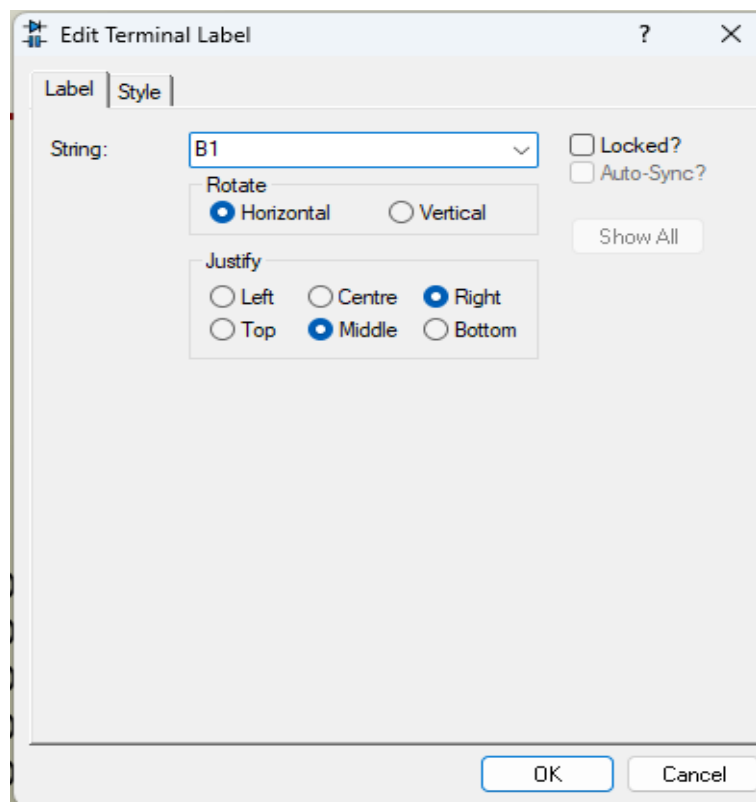 Edit Terminal Label ?
Label Style
String: B1 Locked?
Auto-Sync?
Rotate
Horizontal Vertical
Show All
Justify
Left Centre Right
Top Middle Bottom
OK Cancel